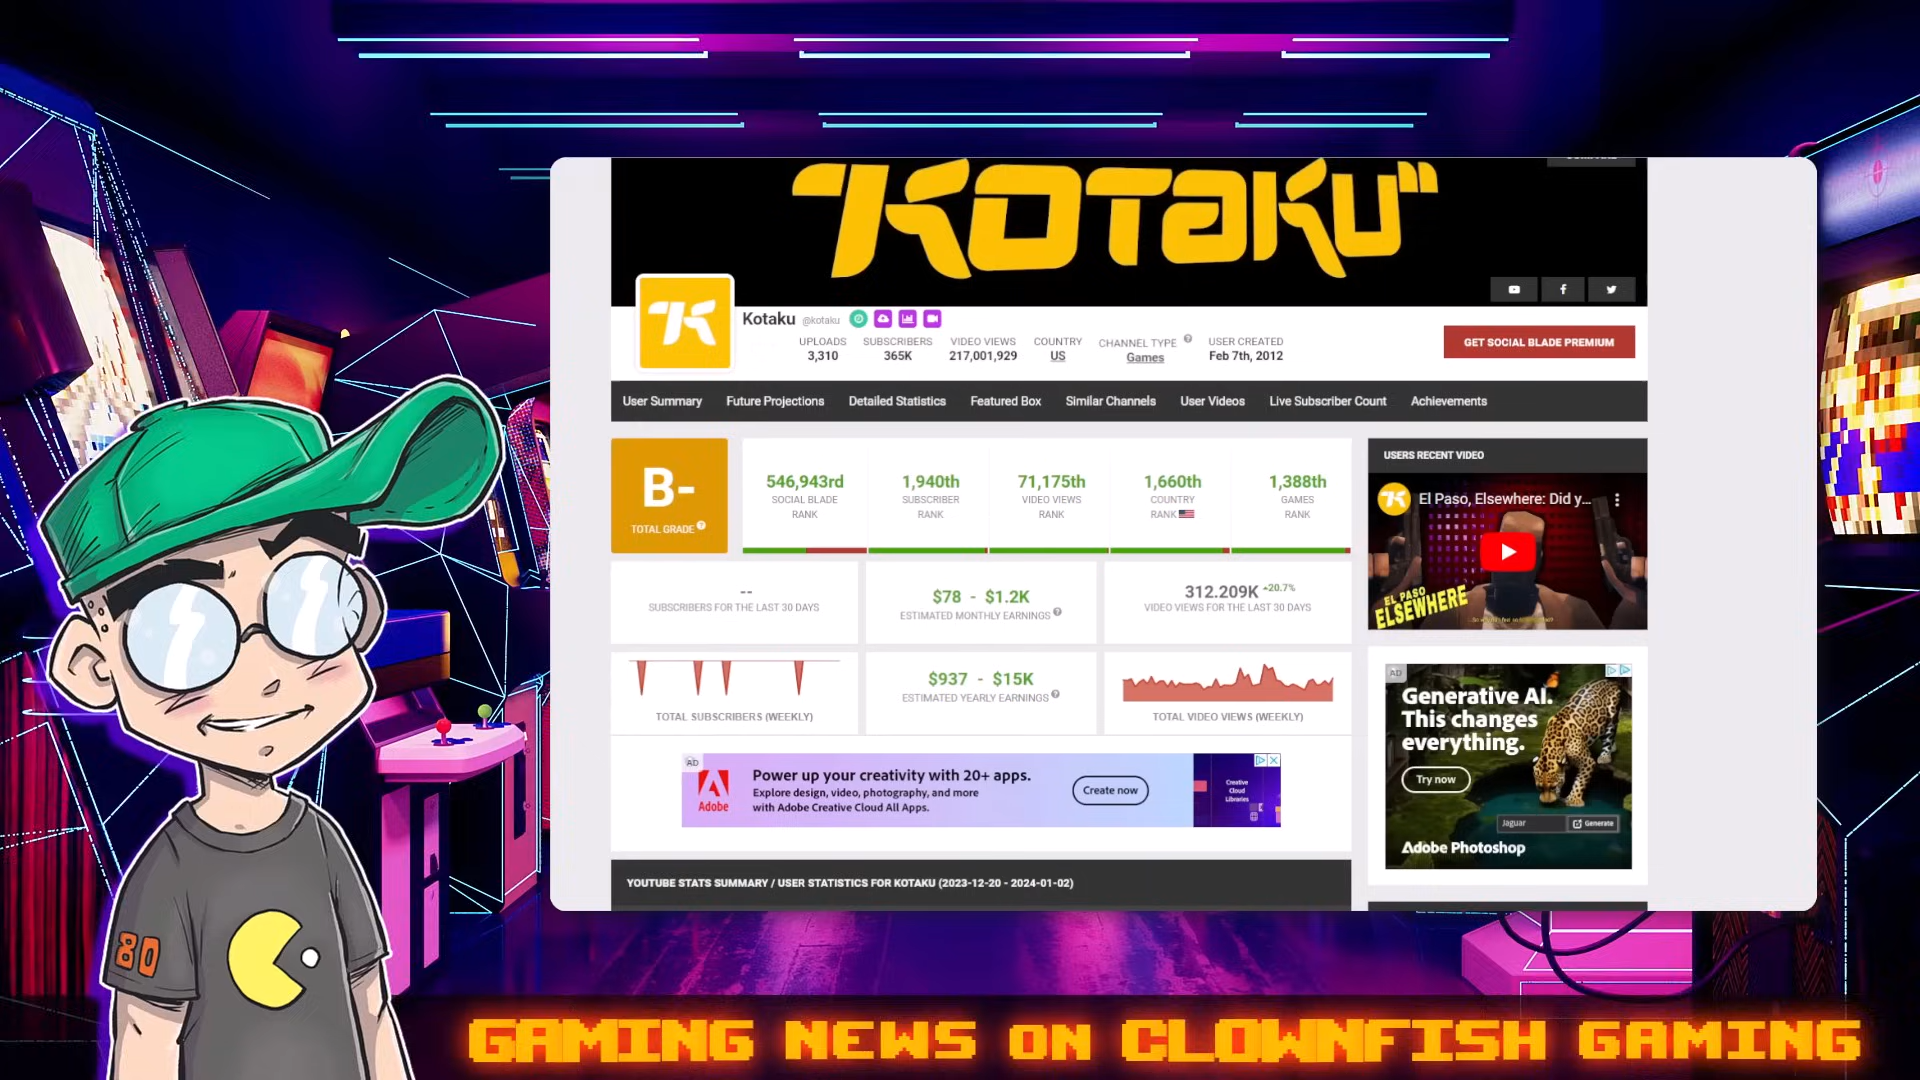 KOTAKU
Kotaku @kotaku
UPLOADS SUBSCRIBERS VIDEO VIEWS COUNTRY CHANNEL TYPE USER CREATED
3,310 365K 217,001,929 US Games Feb 7th, 2012
GET SOCIAL BLADE PREMIUM
User Summary Future Projections Detailed Statistics Featured Box Similar Channels User Videos Live Subscriber Count Achievements
B-
TOTAL GRADE
546,943rd
SOCIAL BLADE
RANK
1,940th
SUBSCRIBER
RANK
71,175th
VIDEO VIEWS
RANK
1,660th
COUNTRY
RANK
1,388th
GAMES
RANK
USERS RECENT VIDEO
El Paso, Elsewhere: Did y...
EL PASO
ELSEWHERE
--
SUBSCRIBERS FOR THE LAST 30 DAYS
$78 - $1.2K
ESTIMATED MONTHLY EARNINGS
312.209K 20.7%
VIDEO VIEWS FOR THE LAST 30 DAYS
TOTAL SUBSCRIBERS (WEEKLY)
$937 - $15K
ESTIMATED YEARLY EARNINGS
TOTAL VIDEO VIEWS (WEEKLY)
AD
Generative AI.
This changes
everything.
Try now
Jaguar
Generate
Adobe Photoshop
AD
Adobe
Power up your creativity with 20+ apps.
Explore design, video, photography, and more
with Adobe Creative Cloud All Apps.
Create now
Creative
Cloud
Libraries
YOUTUBE STATS SUMMARY / USER STATISTICS FOR KOTAKU (2023-12-20 - 2024-01-02)
80
GAMING NEWS ON CLOWNFISH GAMING